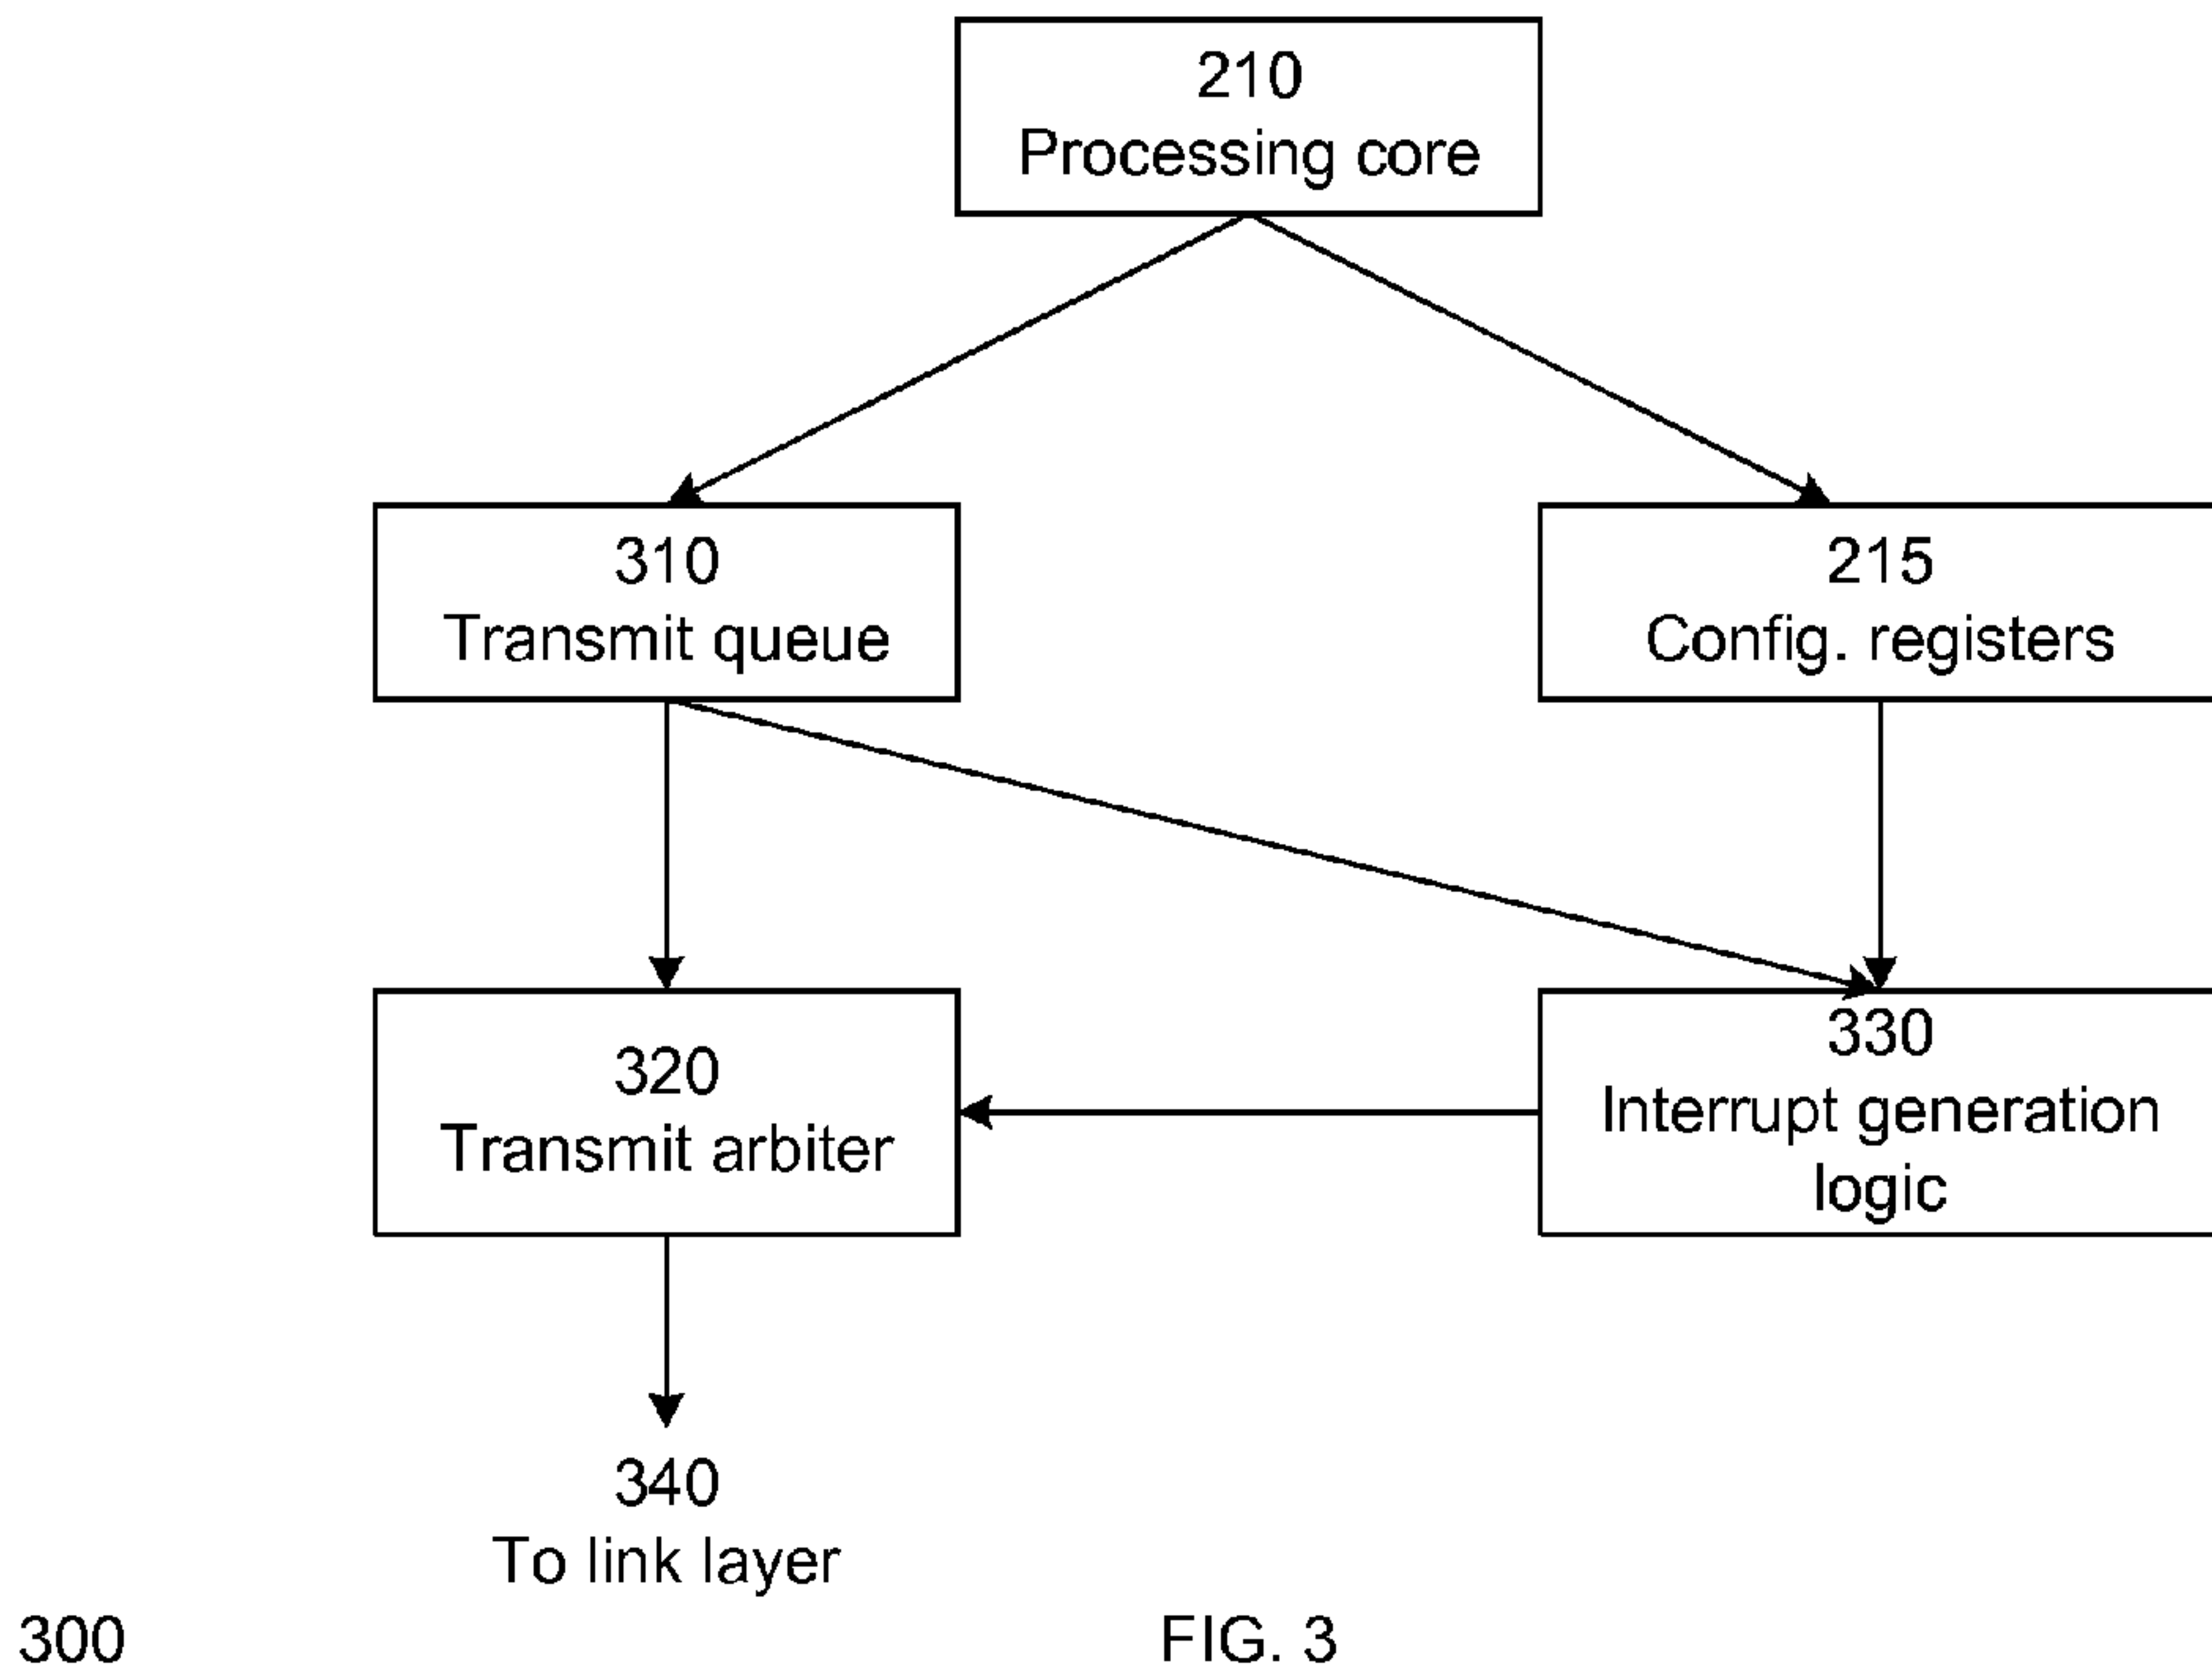 210
Processing core
310
Transmit queue
215
Config. registers
320
Transmit arbiter
330
Interrupt generation
logic
340
To link layer
300
FIG. 3